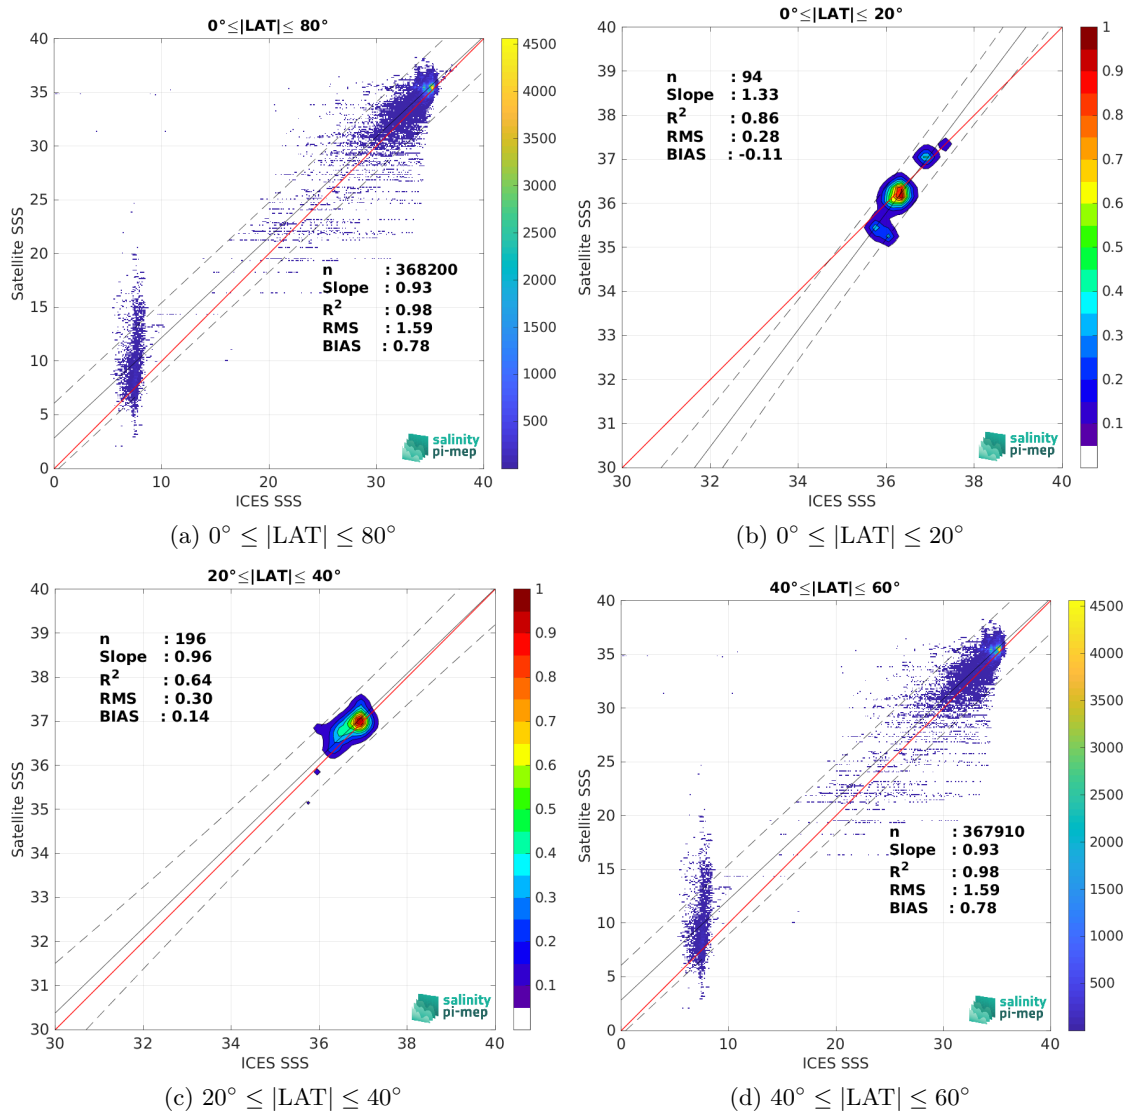 0°≤|LAT|≤ 80°
40
35
30
25
20
15
10
5
0
0
10
20
30
40
Satellite SSS
ICES SSS
n : 368200
Slope : 0.93
R² : 0.98
RMS : 1.59
BIAS : 0.78
salinity
pi-mep
4500
4000
3500
3000
2500
2000
1500
1000
500
(a) 0° ≤ |LAT| ≤ 80°
0°≤|LAT|≤ 20°
40
39
38
37
36
35
34
33
32
31
30
30
32
34
36
38
40
Satellite SSS
ICES SSS
n : 94
Slope : 1.33
R² : 0.86
RMS : 0.28
BIAS : -0.11
salinity
pi-mep
1
0.9
0.8
0.7
0.6
0.5
0.4
0.3
0.2
0.1
(b) 0° ≤ |LAT| ≤ 20°
20°≤|LAT|≤ 40°
40
39
38
37
36
35
34
33
32
31
30
30
32
34
36
38
40
Satellite SSS
ICES SSS
n : 196
Slope : 0.96
R² : 0.64
RMS : 0.30
BIAS : 0.14
salinity
pi-mep
1
0.9
0.8
0.7
0.6
0.5
0.4
0.3
0.2
0.1
(c) 20° ≤ |LAT| ≤ 40°
40°≤|LAT|≤ 60°
40
35
30
25
20
15
10
5
0
0
10
20
30
40
Satellite SSS
ICES SSS
n : 367910
Slope : 0.93
R² : 0.98
RMS : 1.59
BIAS : 0.78
salinity
pi-mep
4500
4000
3500
3000
2500
2000
1500
1000
500
(d) 40° ≤ |LAT| ≤ 60°